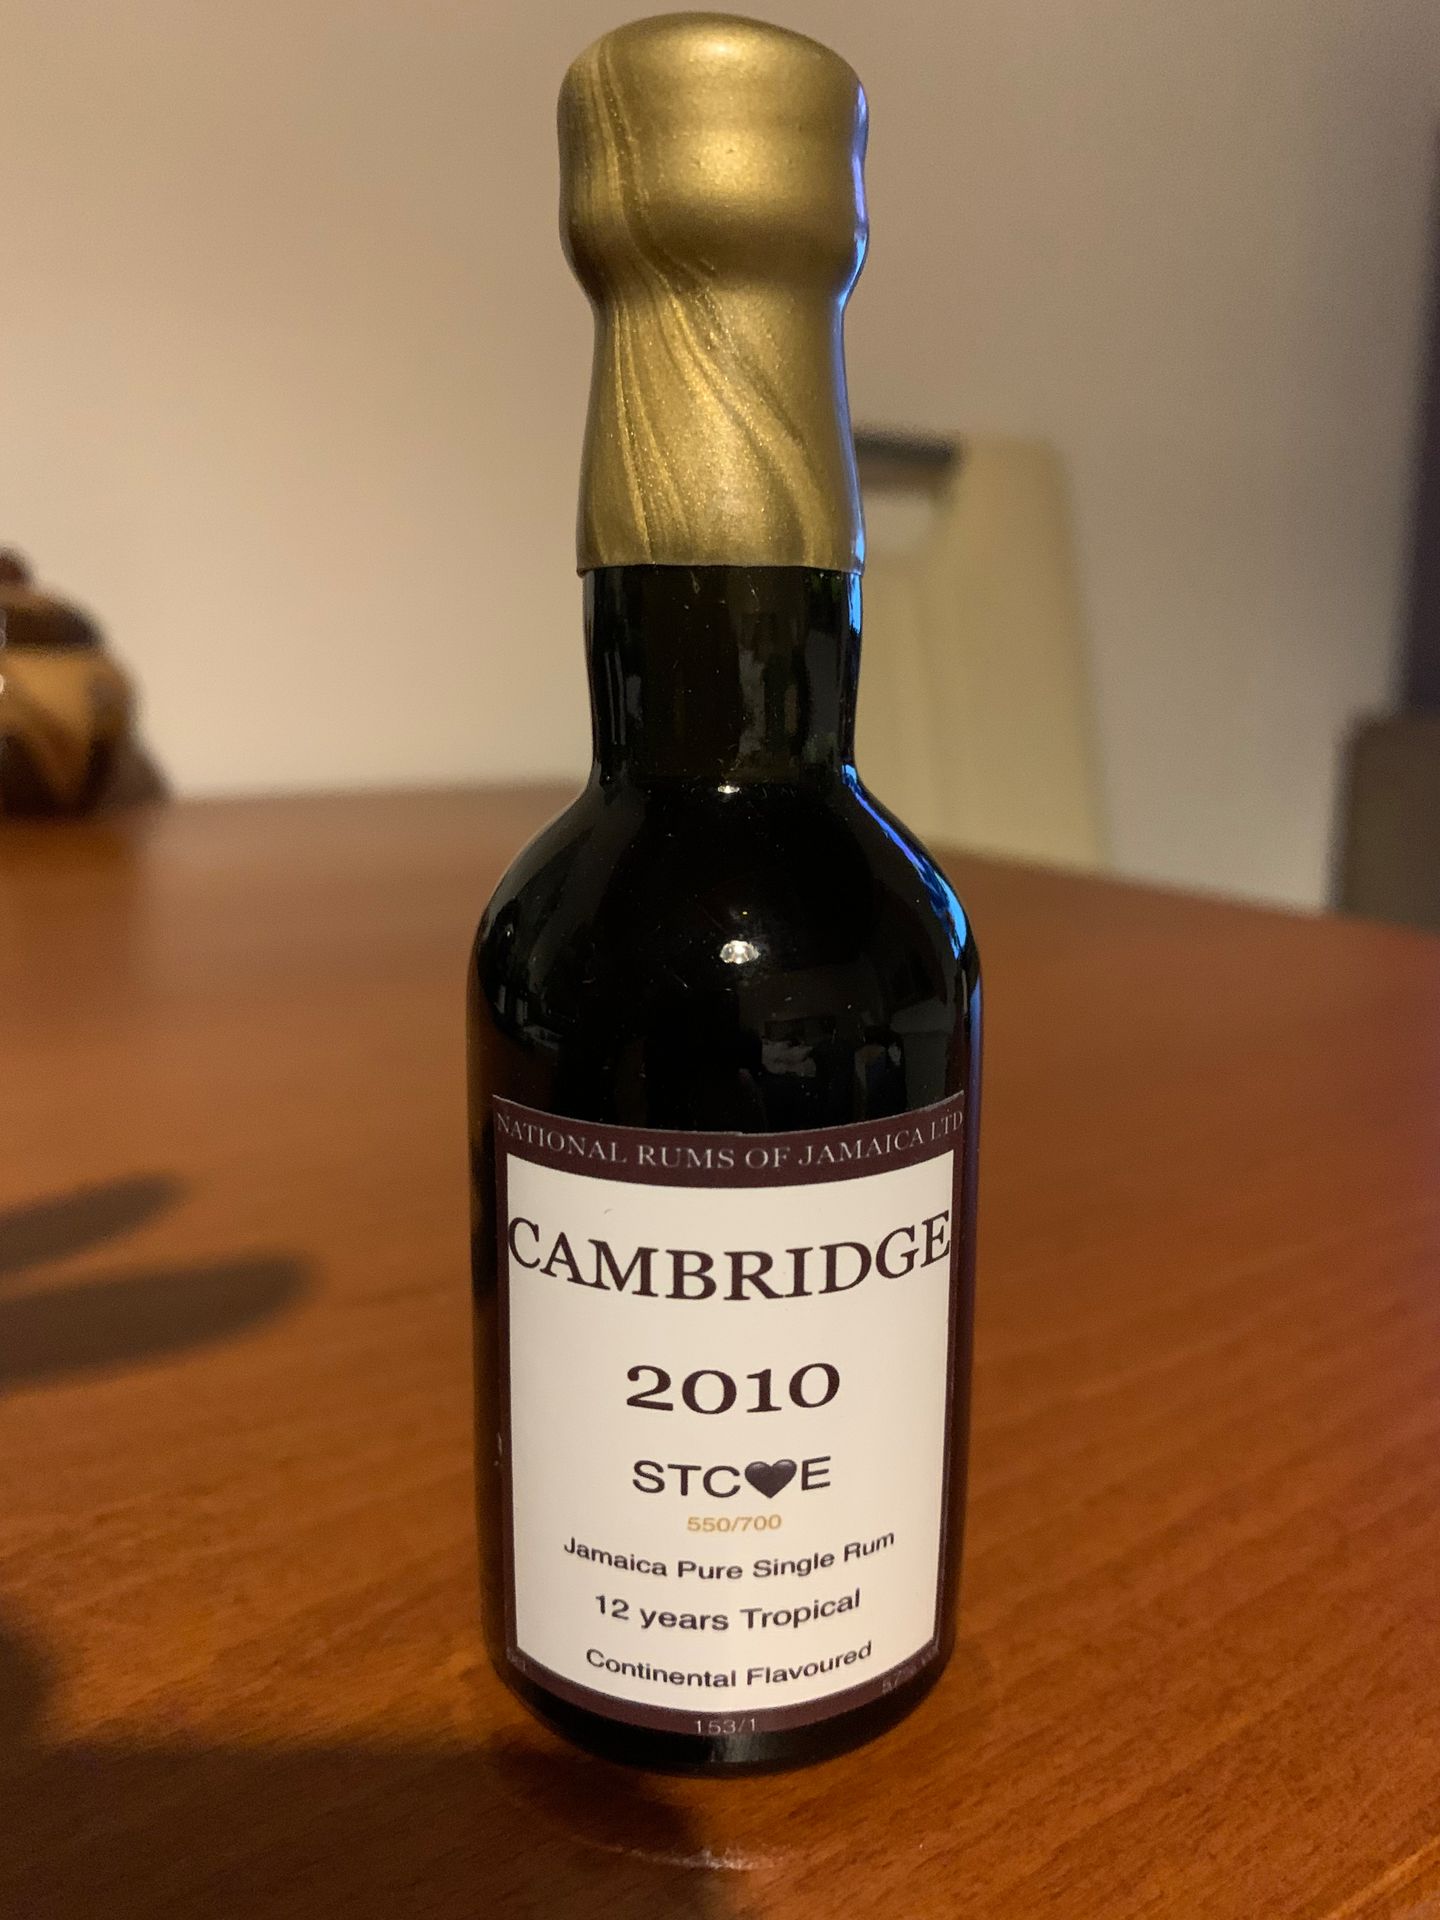 NATIONAL RUMS OF JAMAICA LTD
CAMBRIDGE
2010
STC🖤E
550/700
Jamaica Pure Single Rum
12 years Tropical
Continental Flavoured
153/1